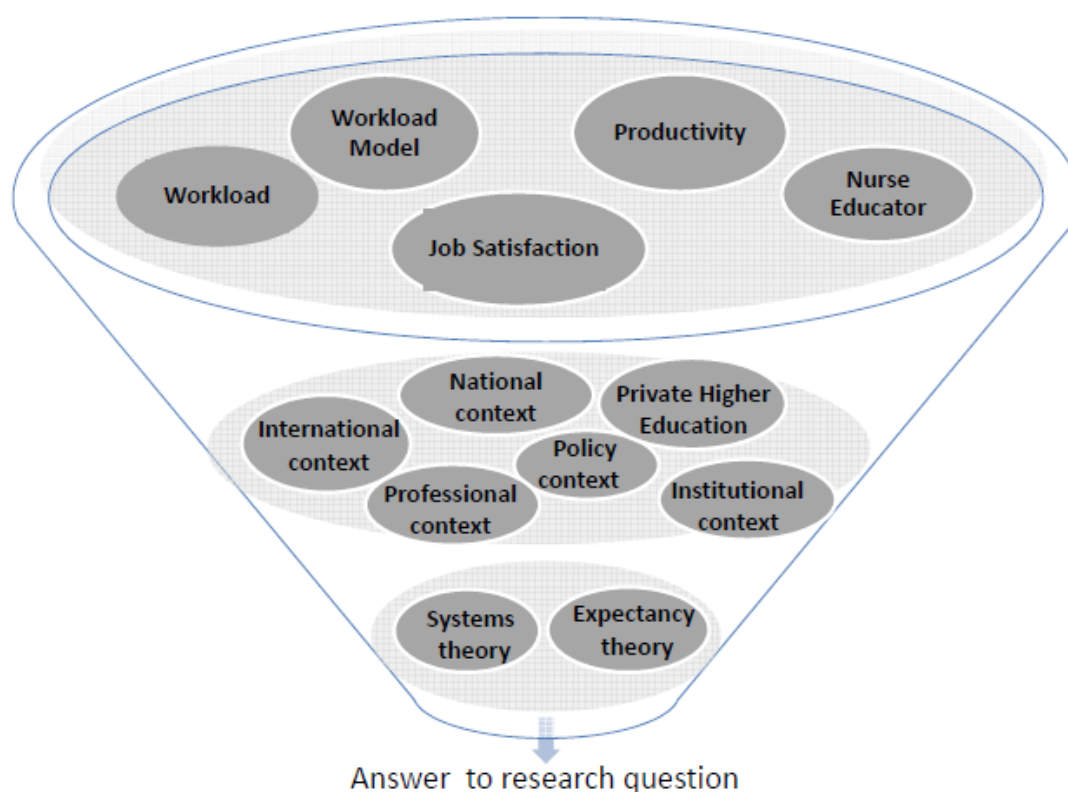 Workload
Model
Productivity
Workload
Nurse
Educator
Job Satisfaction
National
context
Private Higher
Education
International
context
Policy
context
Professional
context
Institutional
context
Systems
theory
Expectancy
theory
Answer to research question